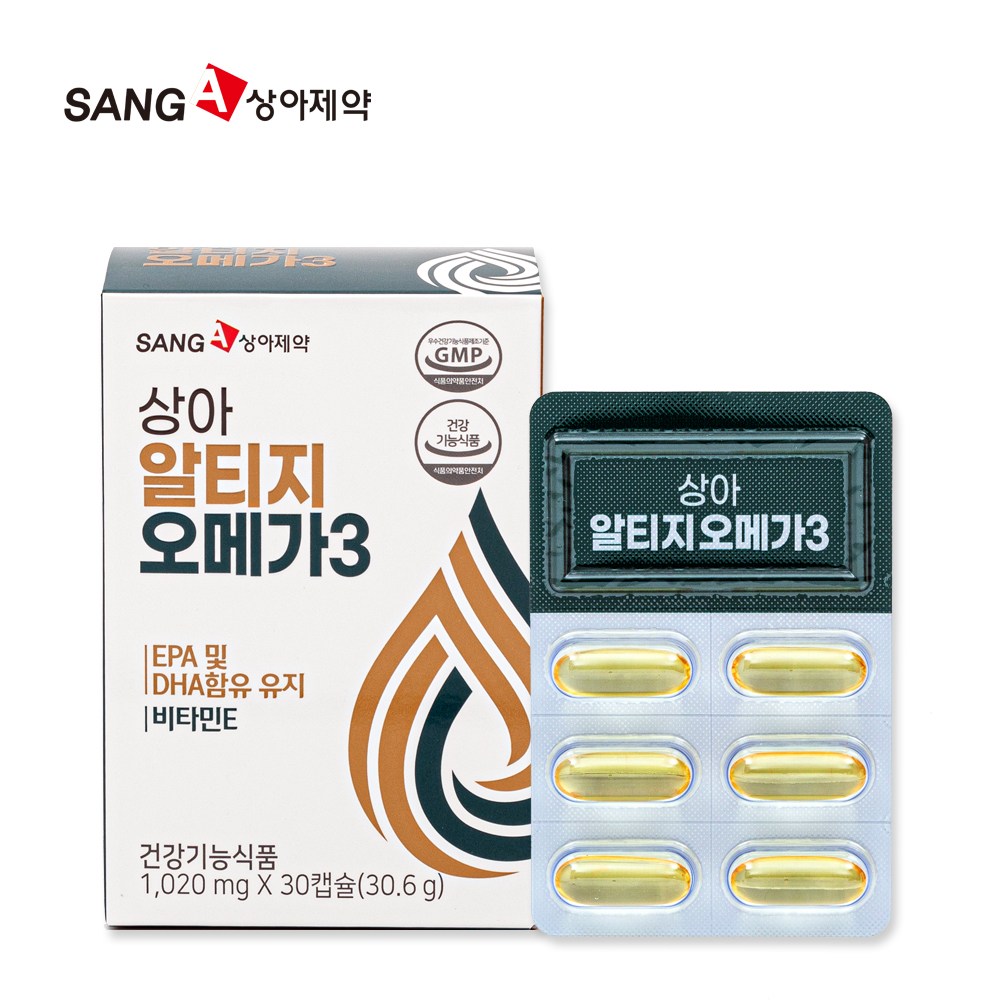 SANG A 상아제약
알티지
오메가3
SANG A 상아제약
우수건강기능식품제조기준
GMP
식품의약품안전처
건강
기능식품
식품의약품안전처
상아
알티지
오메가3
EPA 및
DHA함유 유지
비타민E
건강기능식품
1,020 mg X 30캡슐(30.6 g)
상아
알티지오메가3